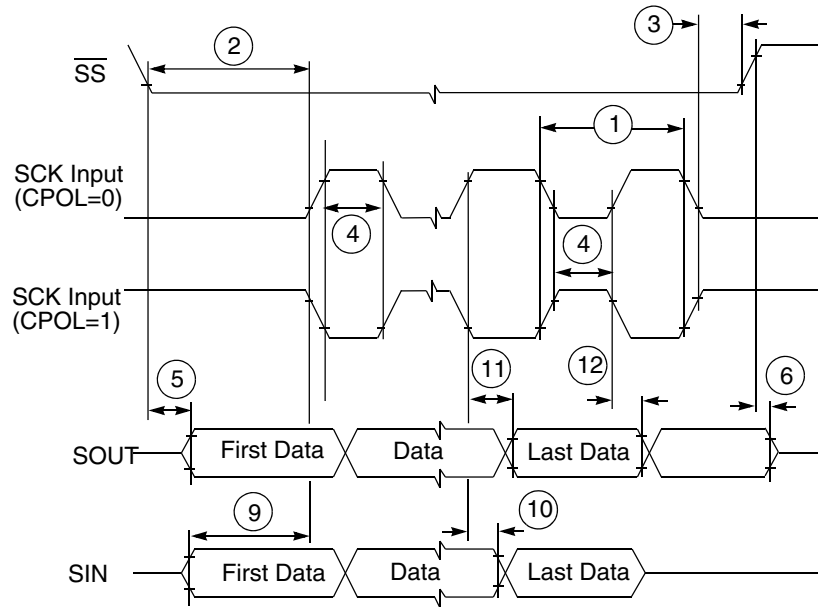 3
2
S̅S̅
1
SCK Input
(CPOL=0)
4
4
SCK Input
(CPOL=1)
5
11
12
6
SOUT
First Data
Data
Last Data
9
10
SIN
First Data
Data
Last Data